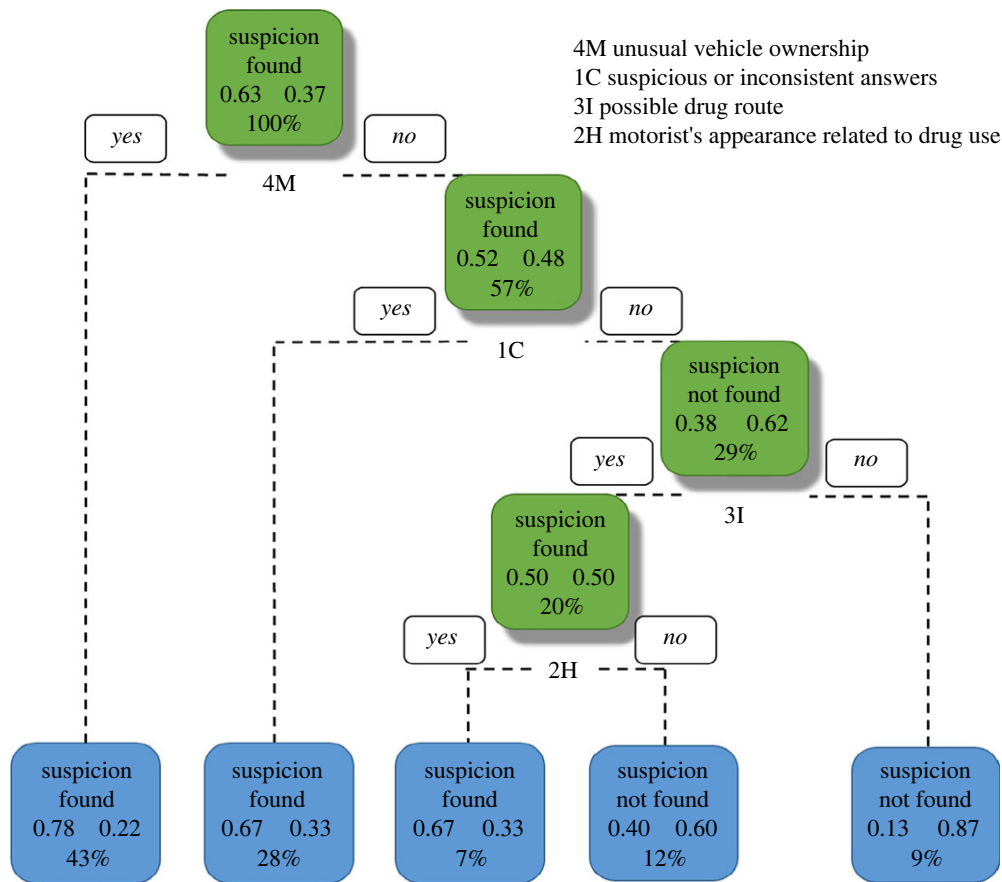 suspicion
found
0.63 0.37
100%
4M unusual vehicle ownership
1C suspicious or inconsistent answers
3I possible drug route
2H motorist's appearance related to drug use
yes
no
4M
suspicion
found
0.52 0.48
57%
yes
no
1C
suspicion
not found
0.38 0.62
29%
yes
no
3I
suspicion
found
0.50 0.50
20%
yes
no
2H
suspicion
found
0.78 0.22
43%
suspicion
found
0.67 0.33
28%
suspicion
found
0.67 0.33
7%
suspicion
not found
0.40 0.60
12%
suspicion
not found
0.13 0.87
9%